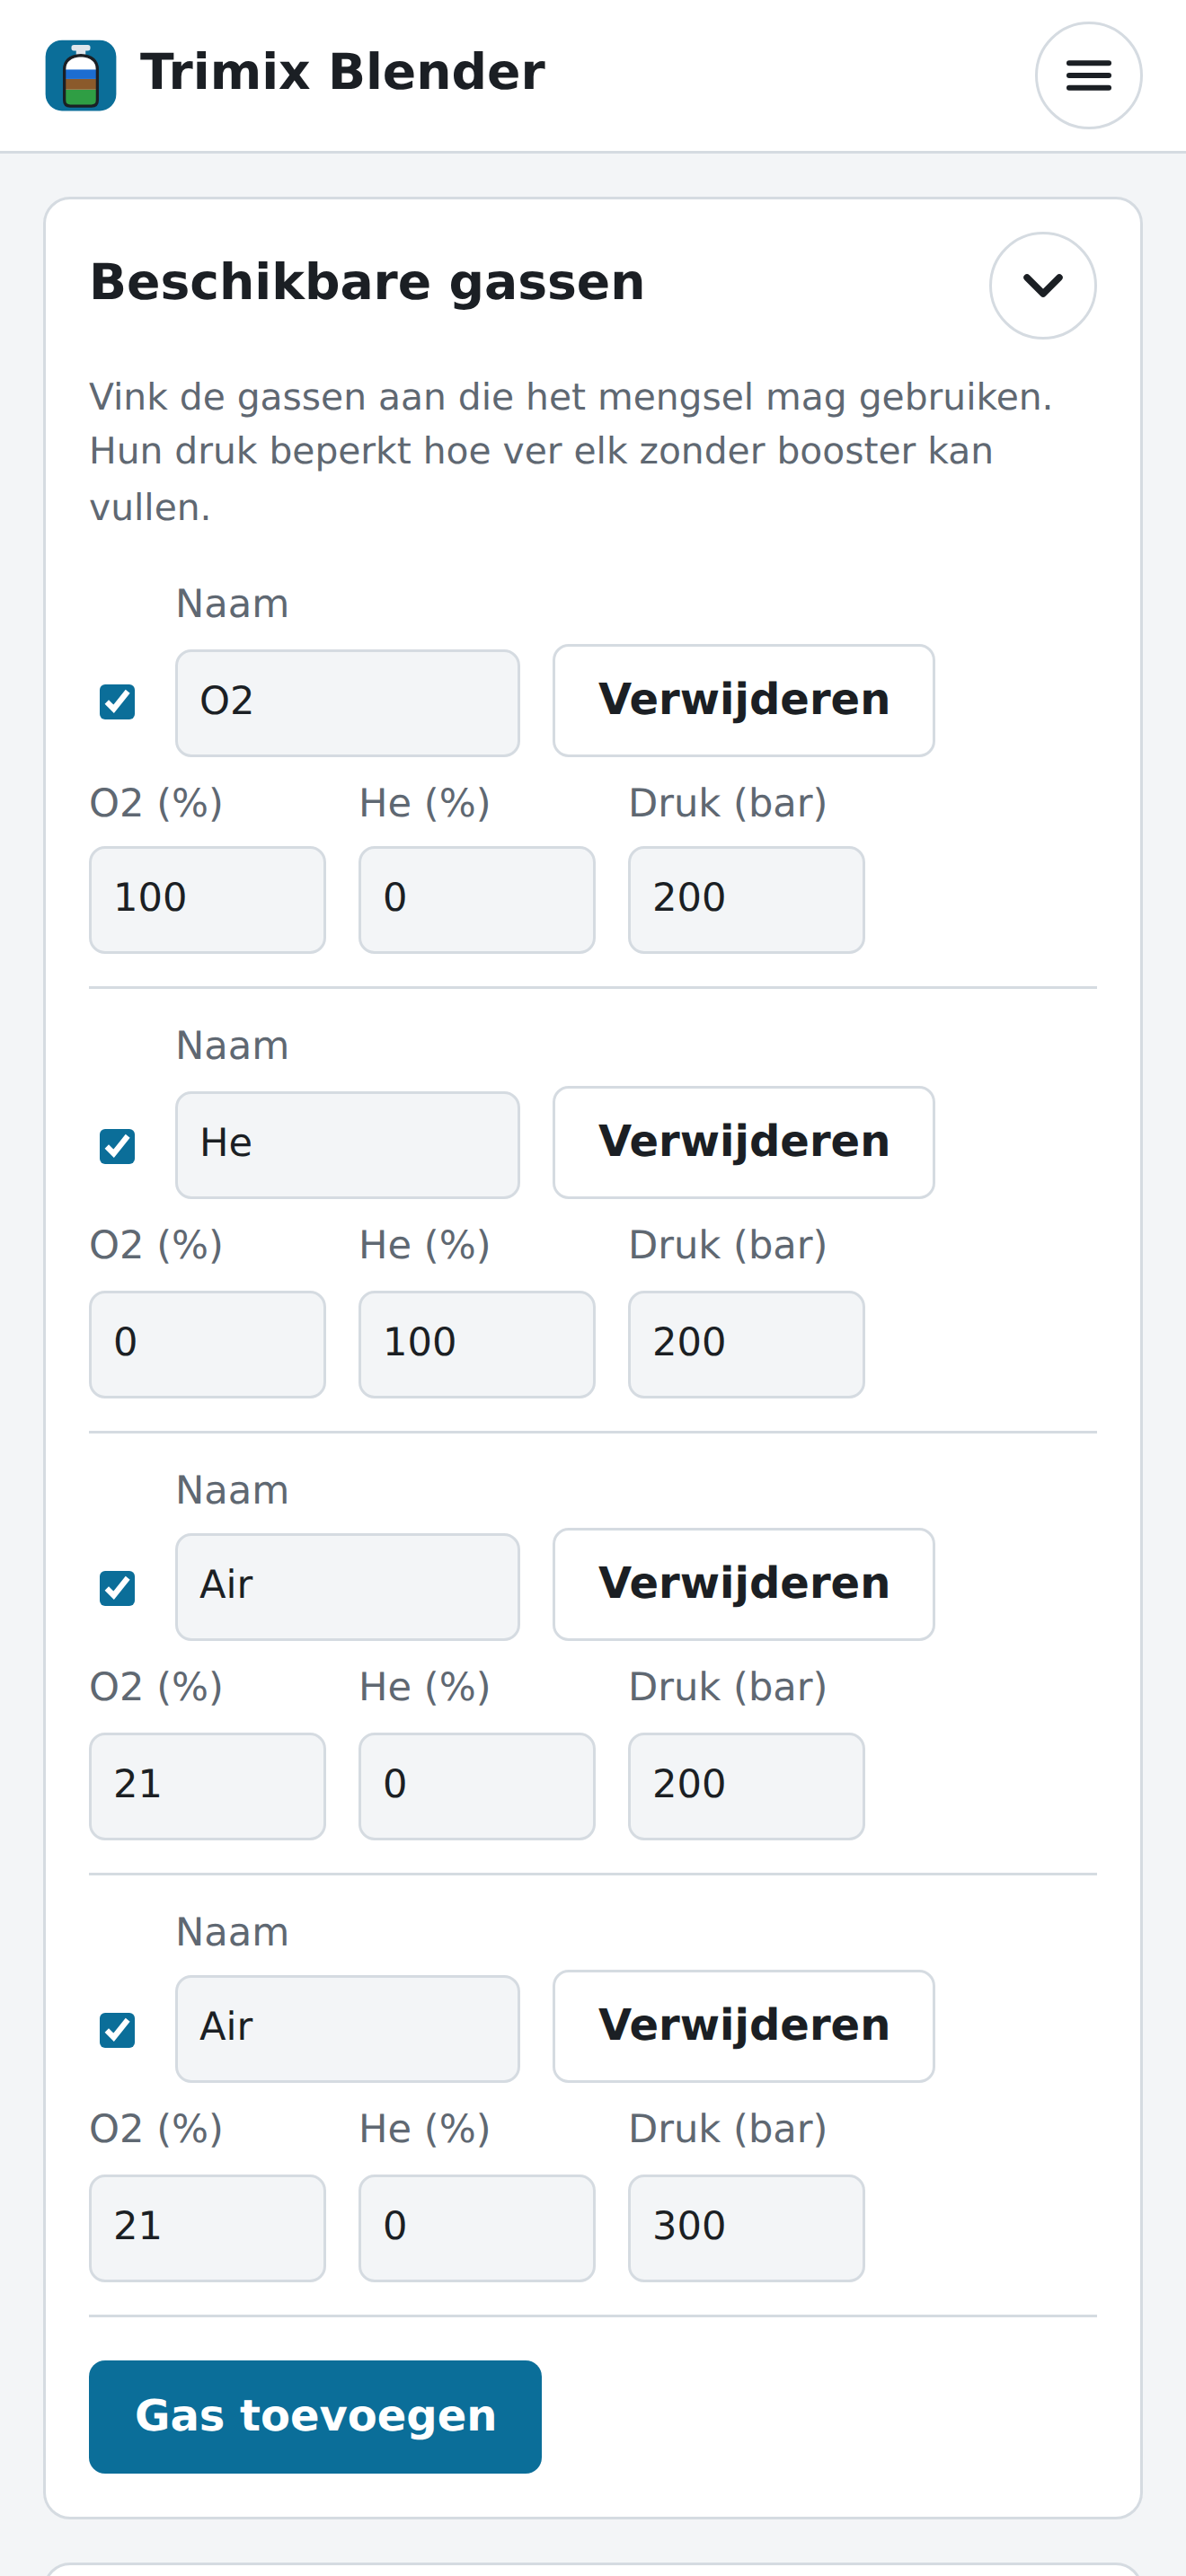 Trimix Blender
Beschikbare gassen
Vink de gassen aan die het mengsel mag gebruiken.
Hun druk beperkt hoe ver elk zonder booster kan
vullen.
Naam
O2 Verwijderen
O2 (%) He (%) Druk (bar)
100 0 200
Naam
He Verwijderen
O2 (%) He (%) Druk (bar)
0 100 200
Naam
Air Verwijderen
O2 (%) He (%) Druk (bar)
21 0 200
Naam
Air Verwijderen
O2 (%) He (%) Druk (bar)
21 0 300
Gas toevoegen